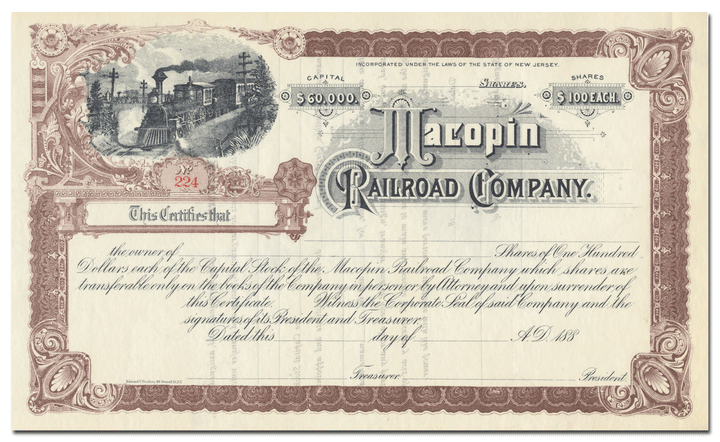 INCORPORATED UNDER THE LAWS OF THE STATE OF NEW JERSEY.
CAPITAL
$60,000.
SHARES.
SHARES
$100 EACH.
Macopin
RAILROAD COMPANY.
No
224
This Certifies that
the owner of Shares of One Hundred
Dollars each of the Capital Stock of the Macopin Railroad Company which shares are
transferable only on the books of the Company in person or by Attorney and upon surrender of
this Certificate. Witness the Corporate Seal of said Company and the
signatures of its President and Treasurer.
Dated this day of A.D. 188
Treasurer. President.